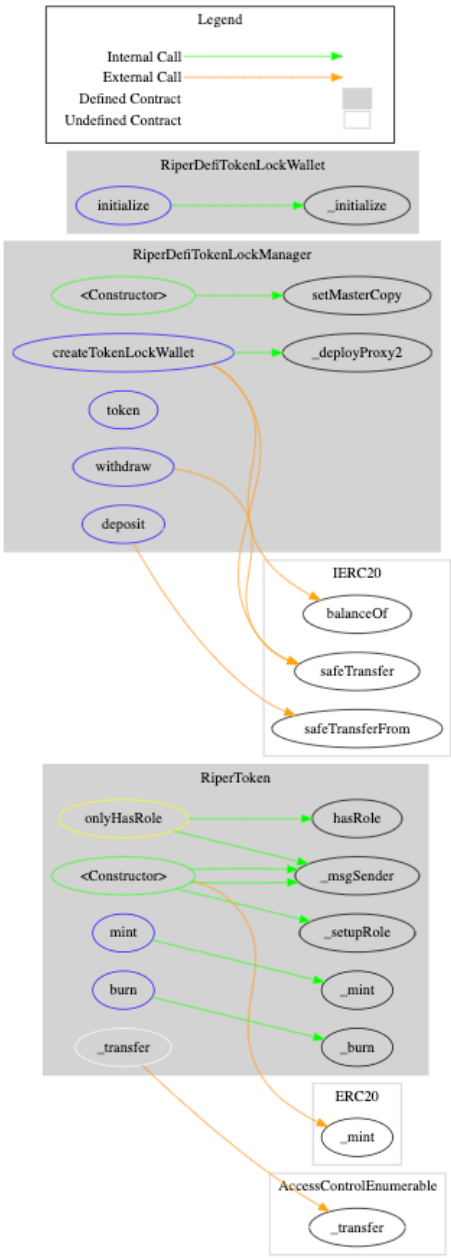 Legend
Internal Call
External Call
Defined Contract
Undefined Contract
RiperDefiTokenLockWallet
initialize
_initialize
RiperDefiTokenLockManager
<Constructor>
setMasterCopy
createTokenLockWallet
_deployProxy2
token
withdraw
deposit
IERC20
balanceOf
safeTransfer
safeTransferFrom
RiperToken
onlyHasRole
hasRole
<Constructor>
_msgSender
mint
_setupRole
burn
_mint
_transfer
_burn
ERC20
_mint
AccessControlEnumerable
_transfer